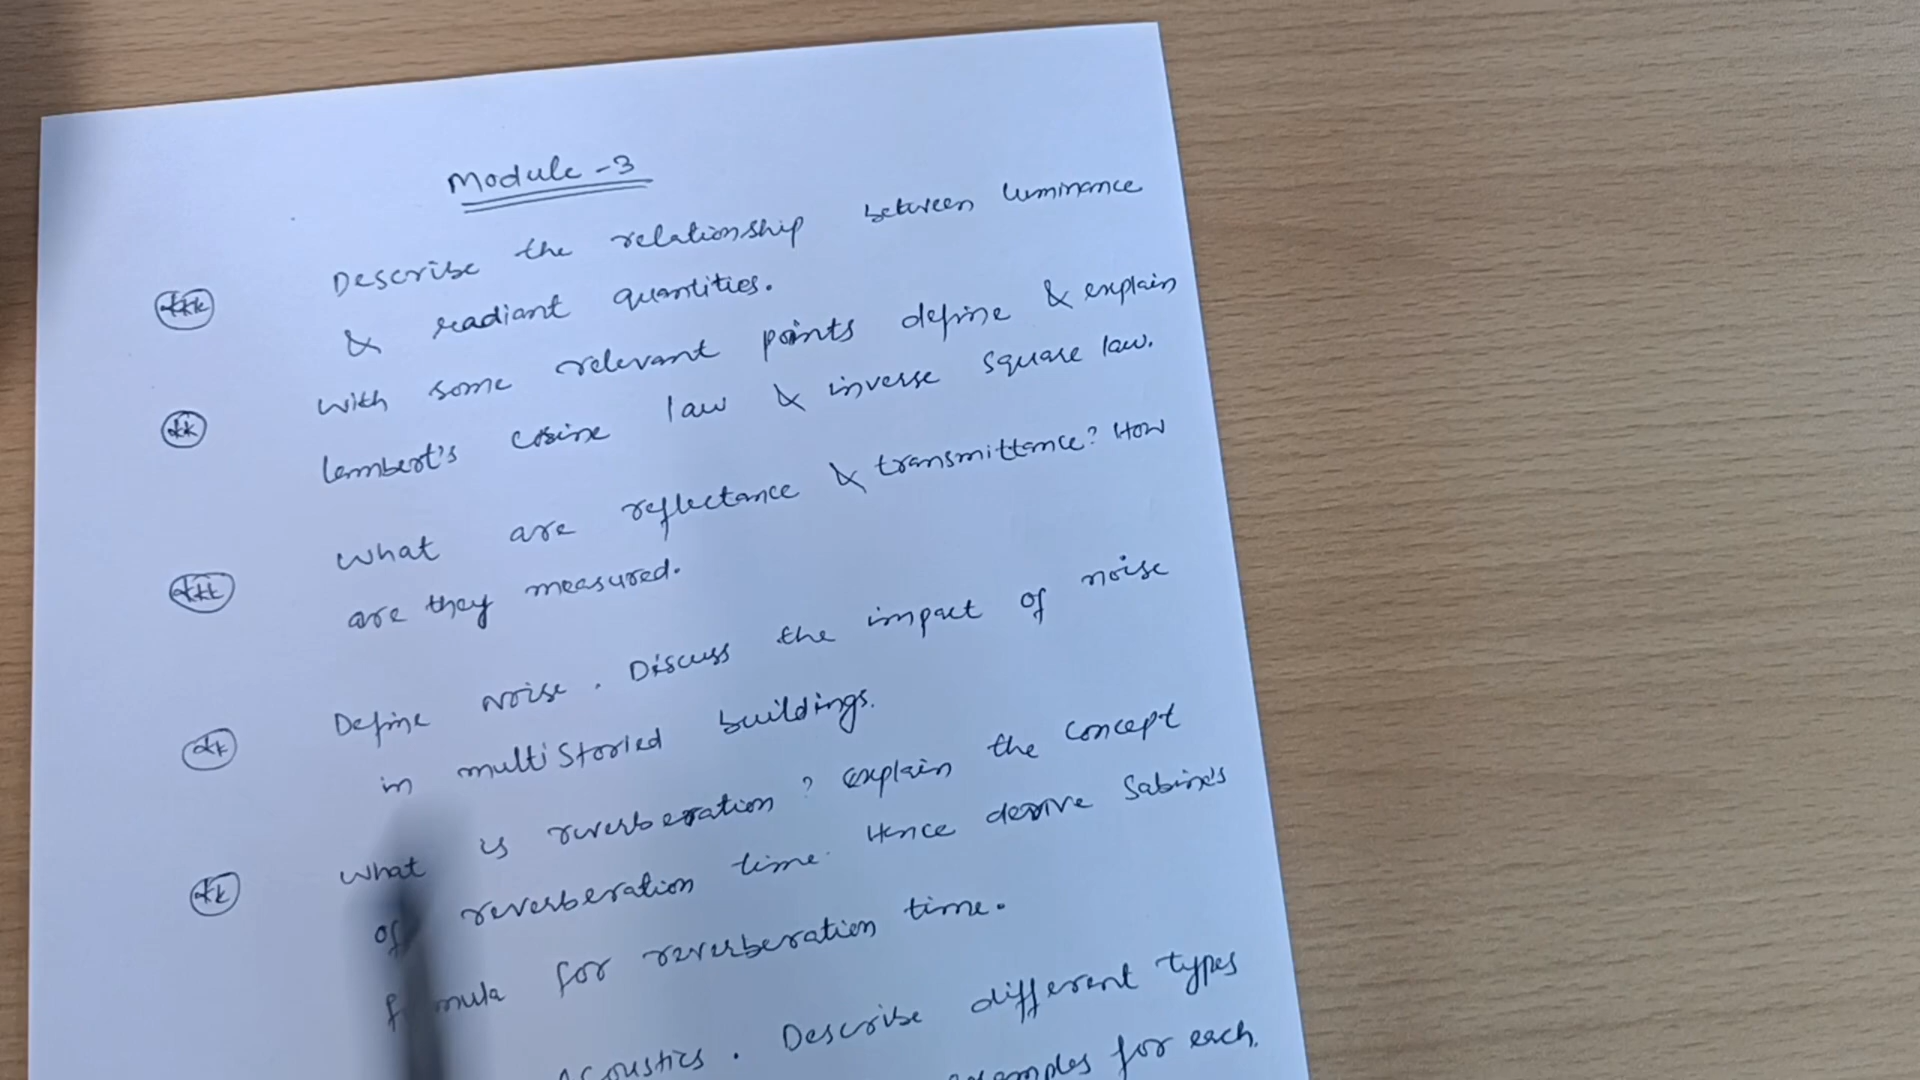 Module -3
*** Describe the relationship between luminance
& radiant quantities.
** With some relevant points define & explain
lambert's cosine law & inverse square law.
*** What are reflectance & transmittance? How
are they measured.
** Define Noise. Discuss the impact of noise
in multi Storied buildings.
** What is reverberation? explain the concept
of reverberation time. Hence derive Sabine's
f mula for reverberation time.
Acoustics. Describe different types
examples for each.